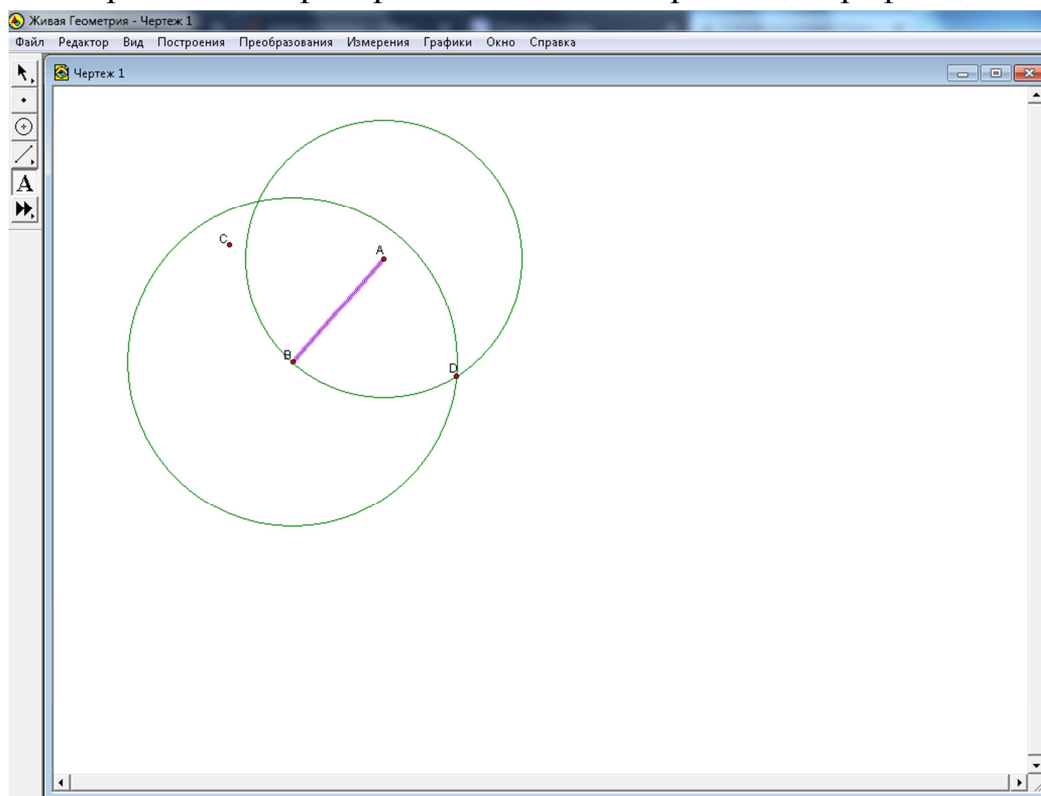 Живая Геометрия - Чертеж 1
Файл Редактор Вид Построения Преобразования Измерения Графики Окно Справка
Чертеж 1
A
C
A
B
D